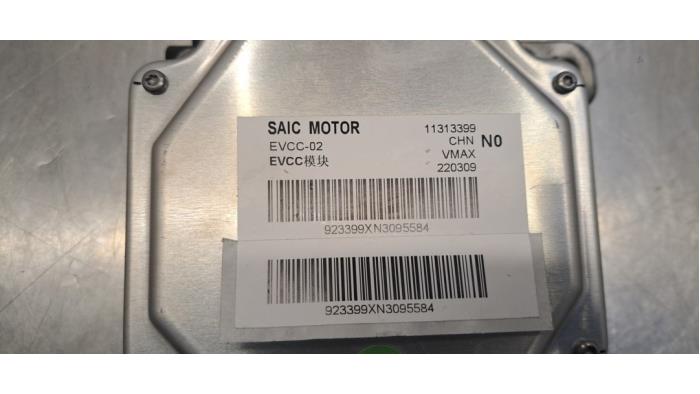 SAIC MOTOR 11313399
EVCC-02 CHN N0
EVCC模块 VMAX
220309
923399XN3095584
923399XN3095584